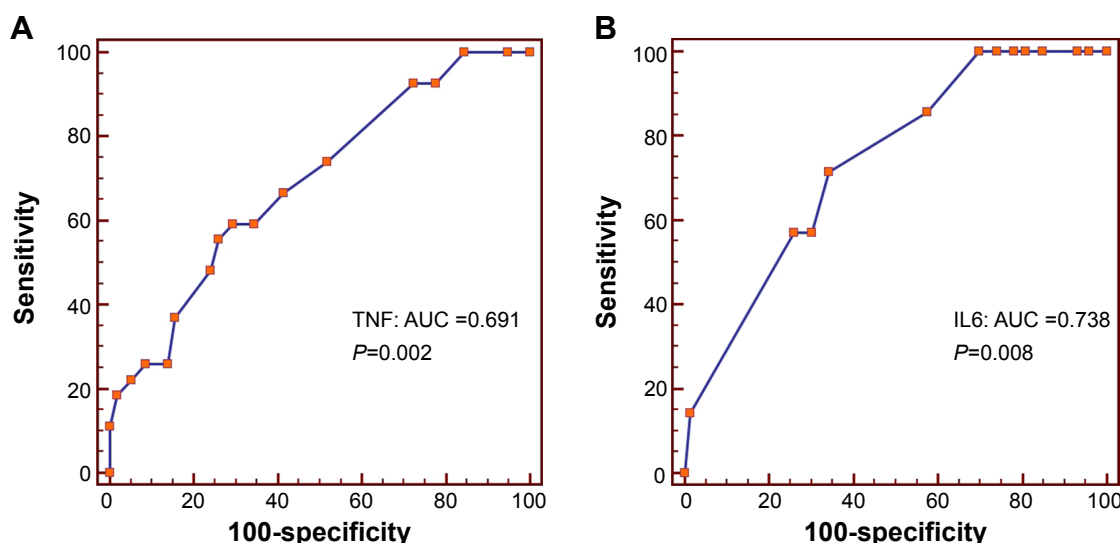 A
Sensitivity
100
80
60
40
20
0
0 20 40 60 80 100
100-specificity
TNF: AUC =0.691
P=0.002
B
Sensitivity
100
80
60
40
20
0
0 20 40 60 80 100
100-specificity
IL6: AUC =0.738
P=0.008